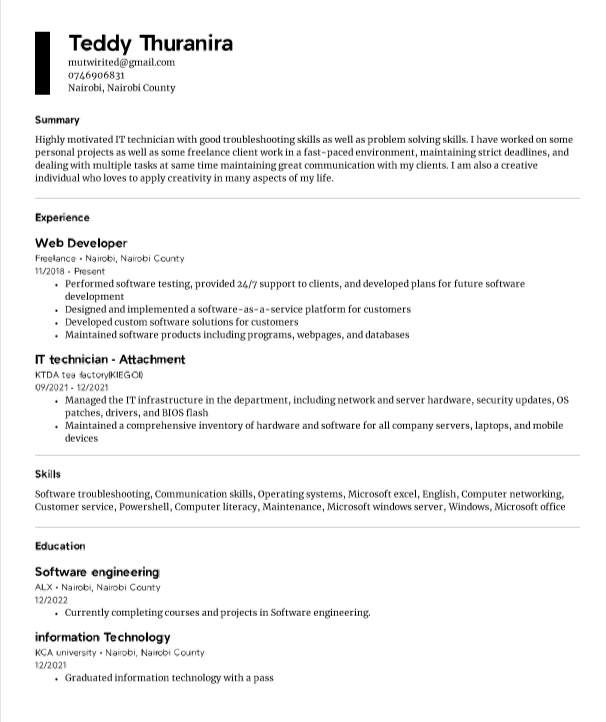 Teddy Thuranira
mutwirited@gmail.com
0746906831
Nairobi, Nairobi County
Summary
Highly motivated IT technician with good troubleshooting skills as well as problem solving skills. I have worked on some
personal projects as well as some freelance client work in a fast-paced environment, maintaining strict deadlines, and
dealing with multiple tasks at same time maintaining great communication with my clients. I am also a creative
individual who loves to apply creativity in many aspects of my life.
Experience
Web Developer
Freelance • Nairobi, Nairobi County
11/2018 - Present
• Performed software testing, provided 24/7 support to clients, and developed plans for future software
development
• Designed and implemented a software-as-a-service platform for customers
• Developed custom software solutions for customers
• Maintained software products including programs, webpages, and databases
IT technician - Attachment
KTDA tea factory(KIEGOI)
09/2021 - 12/2021
• Managed the IT infrastructure in the department, including network and server hardware, security updates, OS
patches, drivers, and BIOS flash
• Maintained a comprehensive inventory of hardware and software for all company servers, laptops, and mobile
devices
Skills
Software troubleshooting, Communication skills, Operating systems, Microsoft excel, English, Computer networking,
Customer service, Powershell, Computer literacy, Maintenance, Microsoft windows server, Windows, Microsoft office
Education
Software engineering
ALX • Nairobi, Nairobi County
12/2022
• Currently completing courses and projects in Software engineering.
information Technology
KCA university • Nairobi, Nairobi County
12/2021
• Graduated information technology with a pass